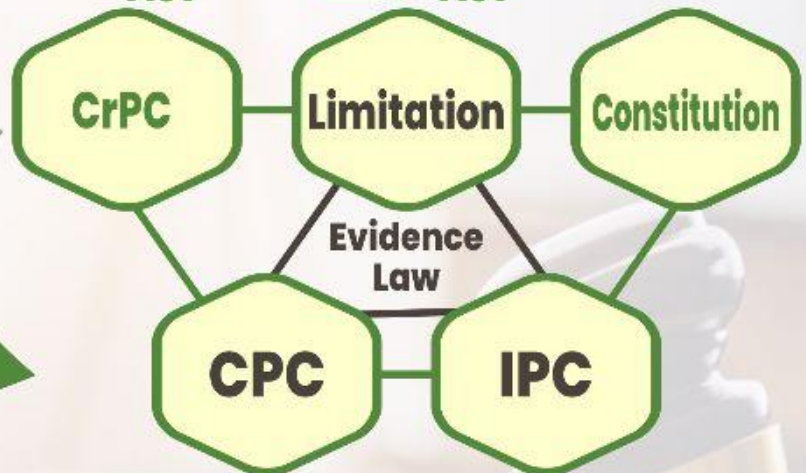 CrPC
Limitation
Constitution
Evidence
Law
CPC
IPC